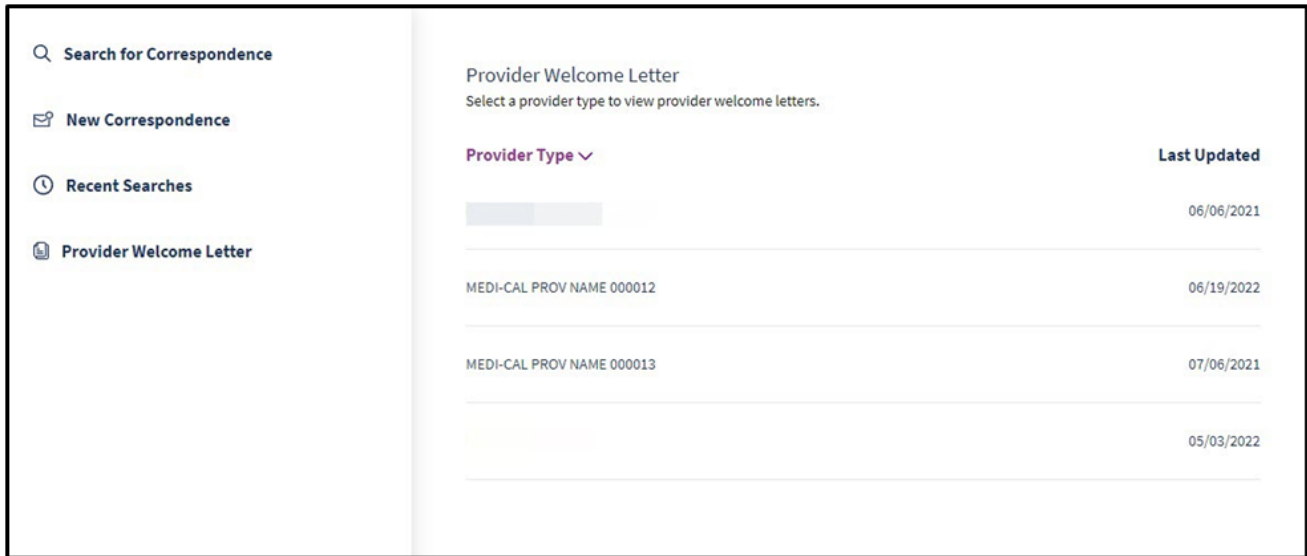 Search for Correspondence
New Correspondence
Recent Searches
Provider Welcome Letter
Provider Welcome Letter
Select a provider type to view provider welcome letters.
Provider Type
Last Updated
06/06/2021
MEDI-CAL PROV NAME 000012
06/19/2022
MEDI-CAL PROV NAME 000013
07/06/2021
05/03/2022